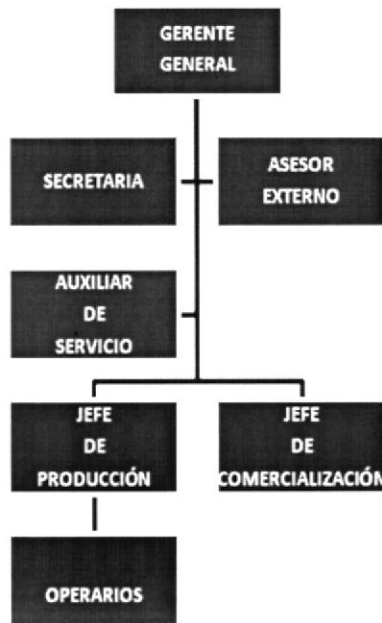 GERENTE
GENERAL
SECRETARIA
ASESOR
EXTERNO
AUXILIAR
DE
SERVICIO
JEFE
DE
PRODUCCIÓN
JEFE
DE
COMERCIALIZACIÓN
OPERARIOS